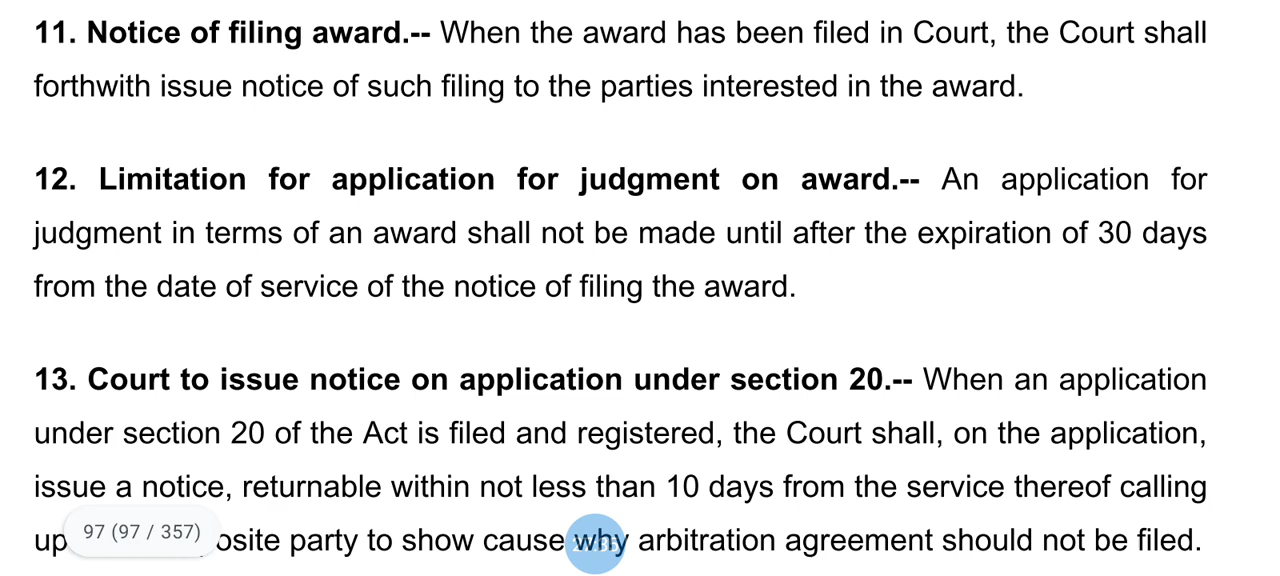 11. Notice of filing award.-- When the award has been filed in Court, the Court shall
forthwith issue notice of such filing to the parties interested in the award.
12. Limitation for application for judgment on award.-- An application for
judgment in terms of an award shall not be made until after the expiration of 30 days
from the date of service of the notice of filing the award.
13. Court to issue notice on application under section 20.-- When an application
under section 20 of the Act is filed and registered, the Court shall, on the application,
issue a notice, returnable within not less than 10 days from the service thereof calling
up 97 (97 / 357) osite party to show cause why arbitration agreement should not be filed.